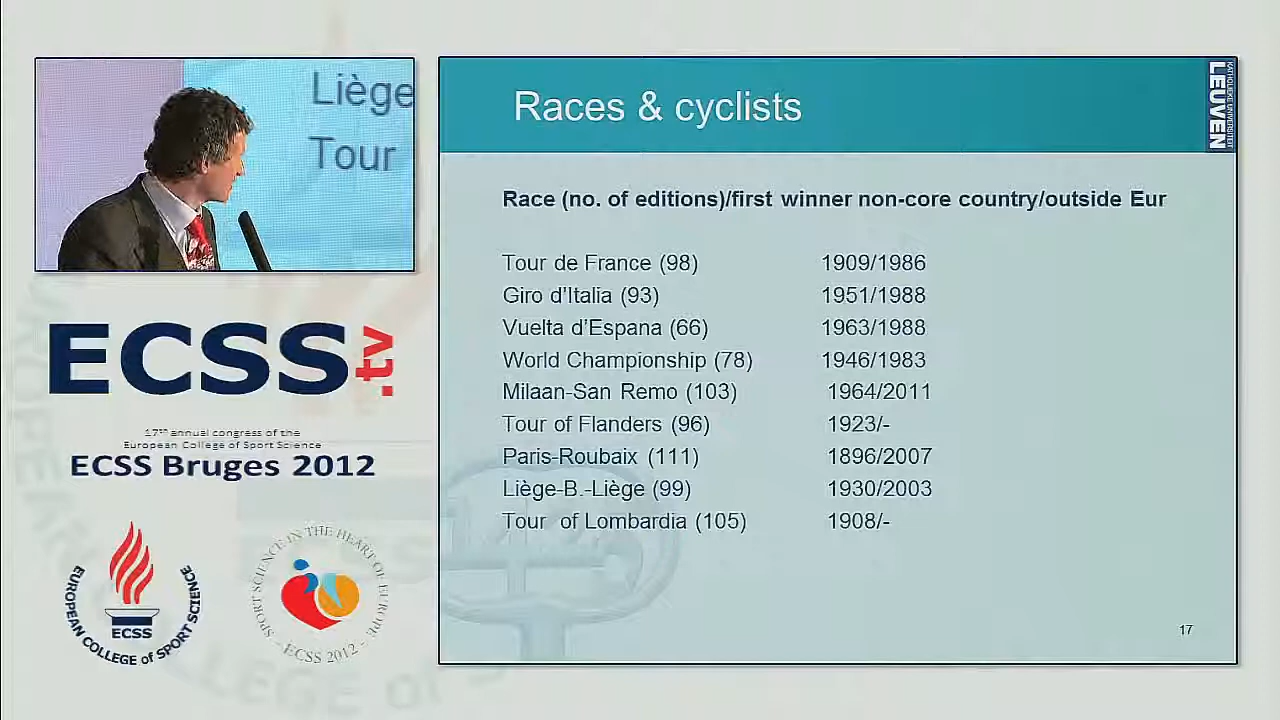 Liège
Tour
ECSS.tv
17th annual congress of the
European College of Sport Science
ECSS Bruges 2012
EUROPEAN COLLEGE of SPORT SCIENCE
ECSS
SPORT SCIENCE IN THE HEART OF EUROPE
- ECSS 2012 -
Races & cyclists
KATHOLIEKE UNIVERSITEIT
LEUVEN
Race (no. of editions)/first winner non-core country/outside Eur
Tour de France (98) 1909/1986
Giro d'Italia (93) 1951/1988
Vuelta d'Espana (66) 1963/1988
World Championship (78) 1946/1983
Milaan-San Remo (103) 1964/2011
Tour of Flanders (96) 1923/-
Paris-Roubaix (111) 1896/2007
Liège-B.-Liège (99) 1930/2003
Tour of Lombardia (105) 1908/-
17